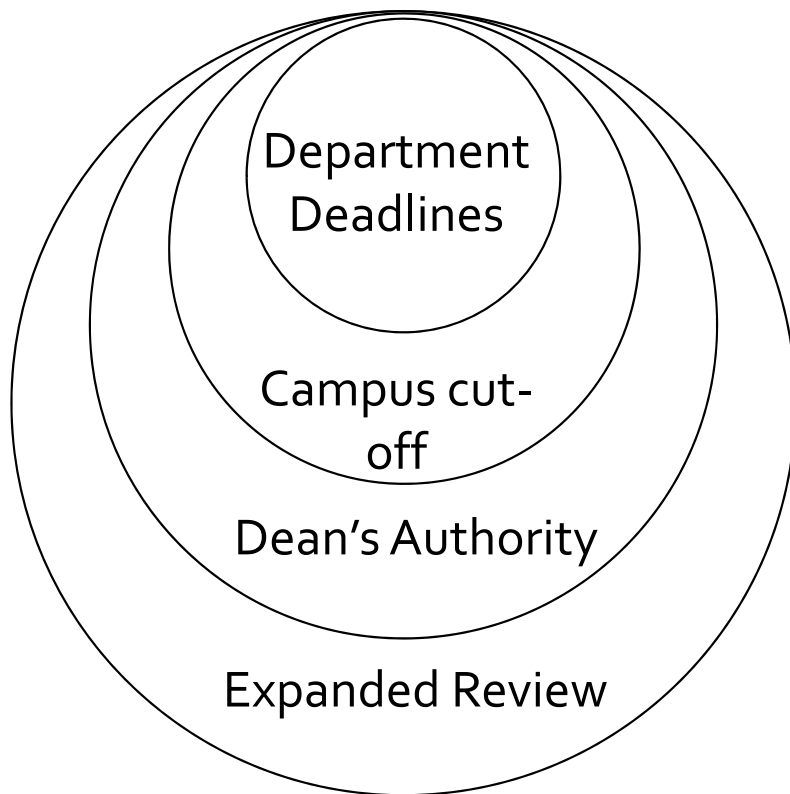 Department
Deadlines
Campus cut-
off
Dean’s Authority
Expanded Review